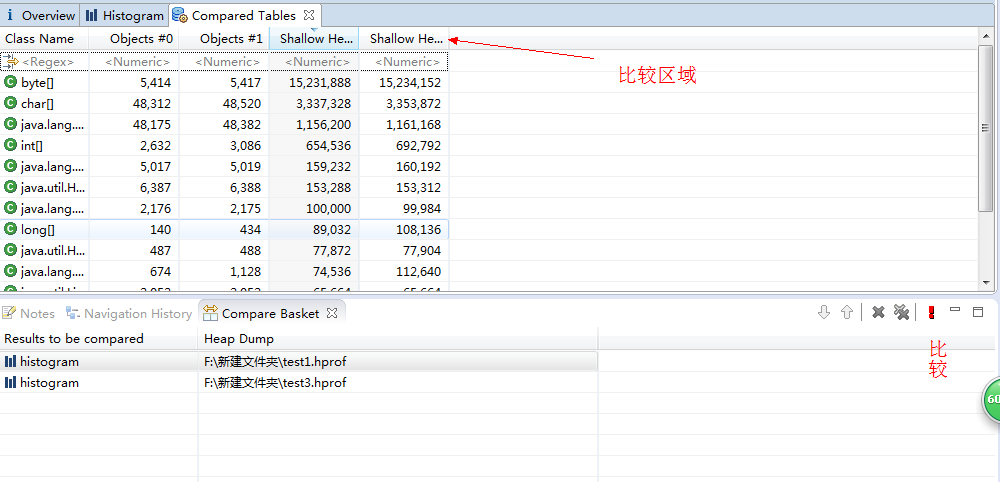 i Overview Histogram Compared Tables
Class Name Objects #0 Objects #1 Shallow He... Shallow He...
<Regex> <Numeric> <Numeric> <Numeric> <Numeric>
比较区域
byte[] 5,414 5,417 15,231,888 15,234,152
char[] 48,312 48,520 3,337,328 3,353,872
java.lang.... 48,175 48,382 1,156,200 1,161,168
int[] 2,632 3,086 654,536 692,792
java.lang.... 5,017 5,019 159,232 160,192
java.util.H... 6,387 6,388 153,288 153,312
java.lang.... 2,176 2,175 100,000 99,984
long[] 140 434 89,032 108,136
java.util.H... 487 488 77,872 77,904
java.lang.... 674 1,128 74,536 112,640
Notes Navigation History Compare Basket
Results to be compared Heap Dump
比较
histogram F:\新建文件夹\test1.hprof
histogram F:\新建文件夹\test3.hprof
60